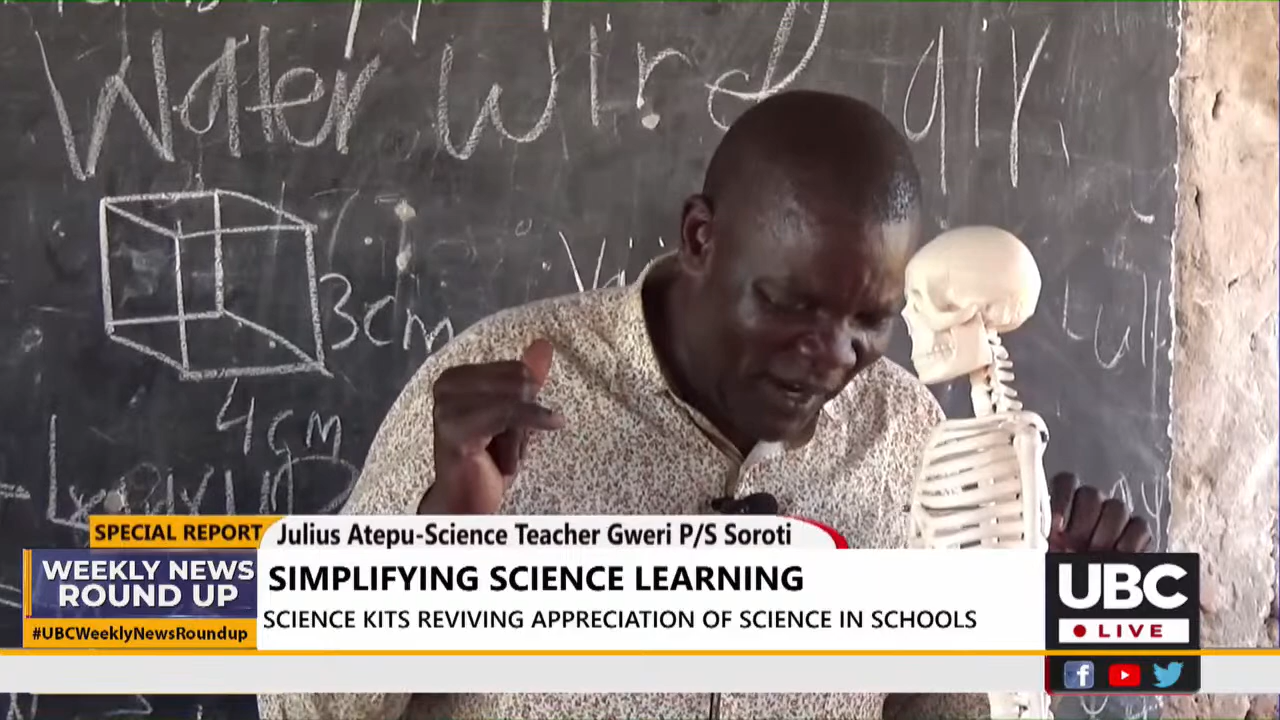 Water Wind air
3cm
4cm
SPECIAL REPORT
Julius Atepu-Science Teacher Gweri P/S Soroti
WEEKLY NEWS
ROUND UP
SIMPLIFYING SCIENCE LEARNING
SCIENCE KITS REVIVING APPRECIATION OF SCIENCE IN SCHOOLS
#UBCWeeklyNewsRoundup
UBC
LIVE